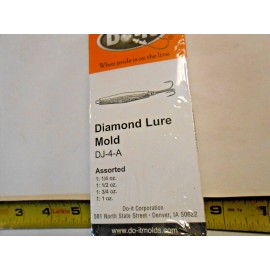 Do-it
When pride is on the line.
Diamond Lure
Mold
DJ-4-A
Assorted
1: 1/4 oz.
1: 1/2 oz.
1: 3/4 oz.
1: 1 oz.
Do-it Corporation
501 North State Street • Denver, IA 50622
www.do-itmolds.com
3 4 5
9